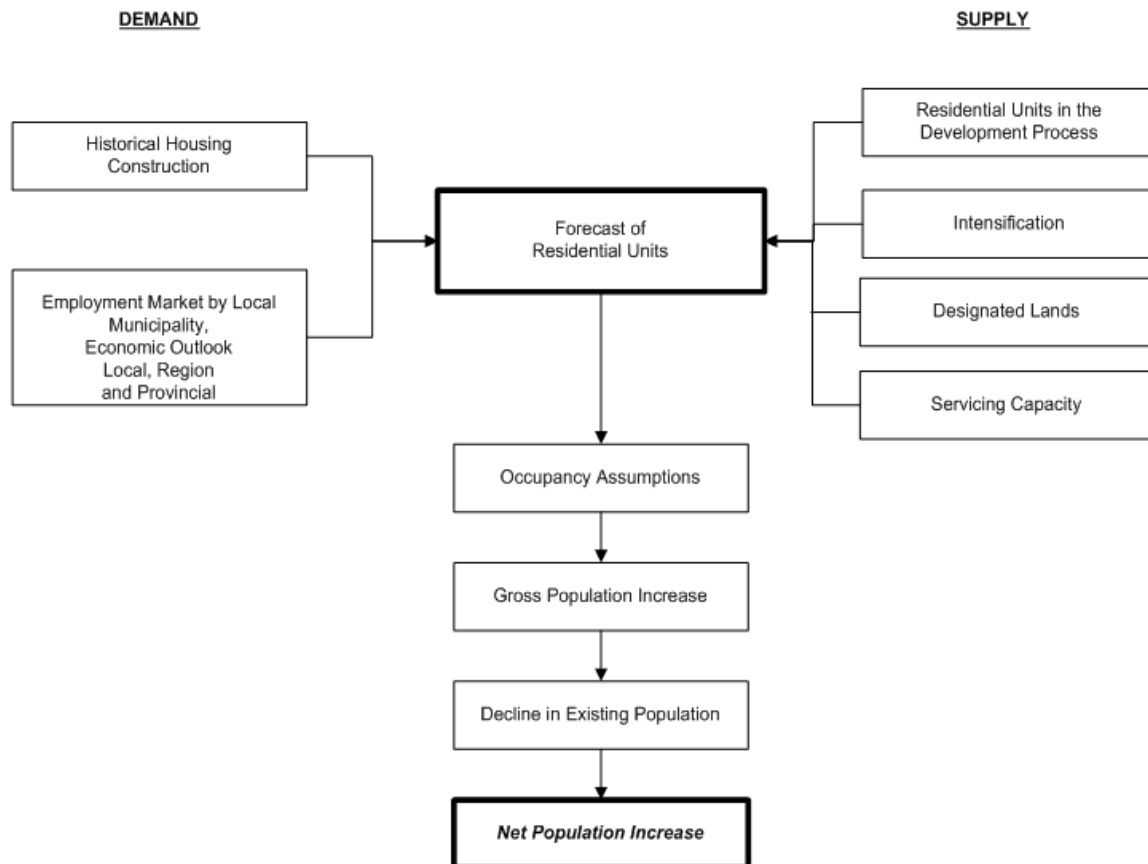 DEMAND
SUPPLY
Historical Housing
Construction
Employment Market by Local
Municipality,
Economic Outlook
Local, Region
and Provincial
Forecast of
Residential Units
Residential Units in the
Development Process
Intensification
Designated Lands
Servicing Capacity
Occupancy Assumptions
Gross Population Increase
Decline in Existing Population
Net Population Increase